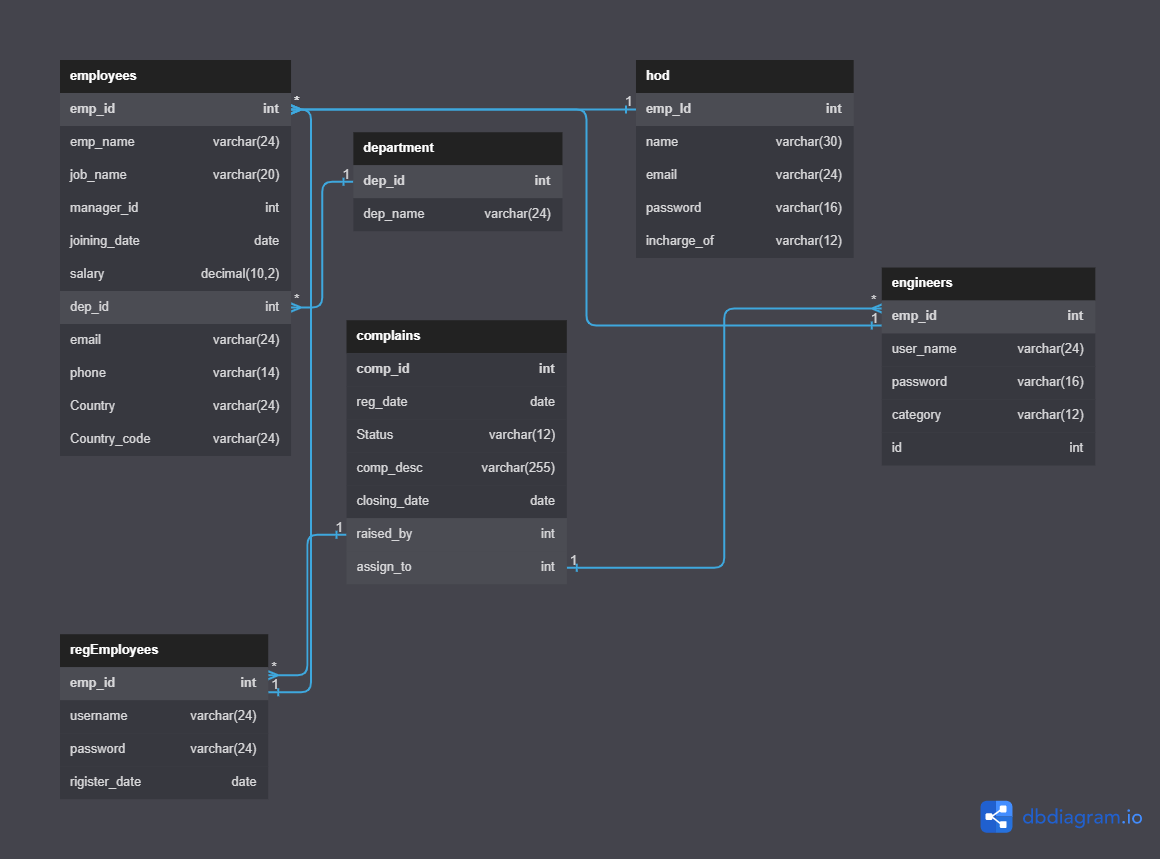 employees
emp_id int
emp_name varchar(24)
job_name varchar(20)
manager_id int
joining_date date
salary decimal(10,2)
dep_id int
email varchar(24)
phone varchar(14)
Country varchar(24)
Country_code varchar(24)
*
*
department
1
dep_id int
dep_name varchar(24)
hod
1
emp_Id int
name varchar(30)
email varchar(24)
password varchar(16)
incharge_of varchar(12)
engineers
*
1
emp_id int
user_name varchar(24)
password varchar(16)
category varchar(12)
id int
complains
comp_id int
reg_date date
Status varchar(12)
comp_desc varchar(255)
closing_date date
1
raised_by int
assign_to int
1
regEmployees
*
emp_id int
1
username varchar(24)
password varchar(24)
rigister_date date
dbdiagram.io